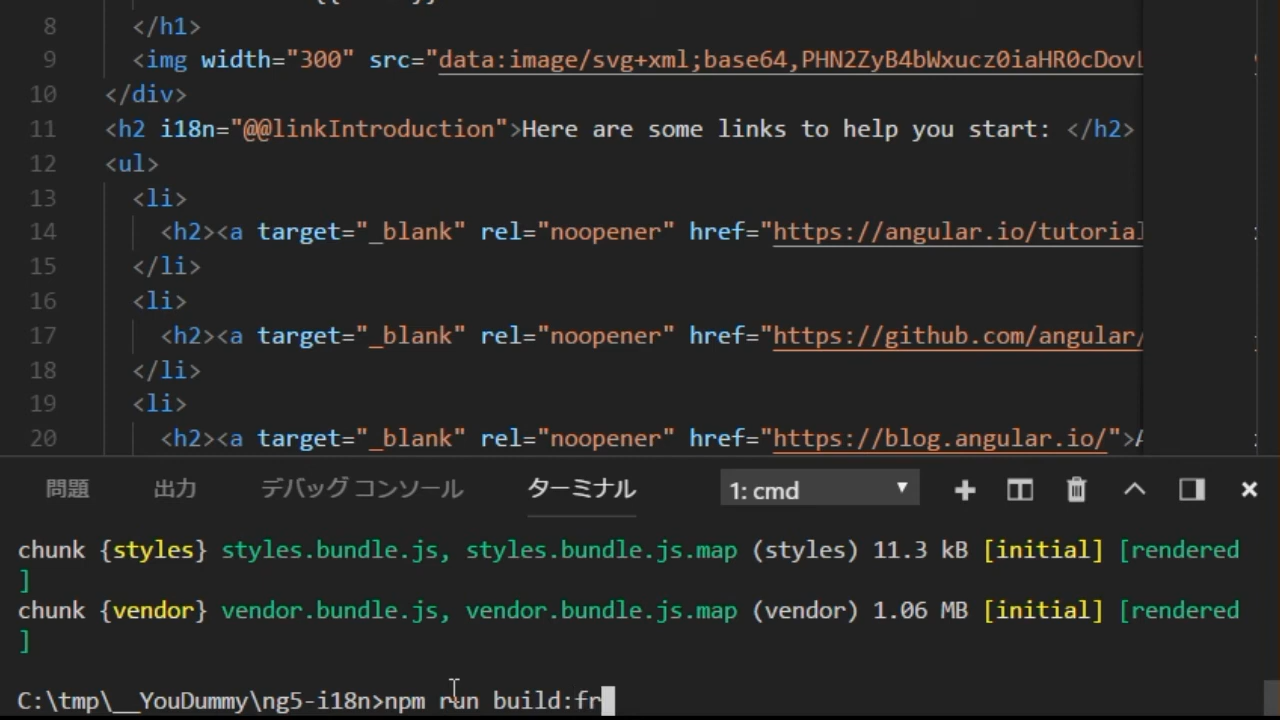 8 </h1>
9 <img width="300" src="data:image/svg+xml;base64,PHN2ZyB4bWxucz0iaHR0cDovL
10 </div>
11 <h2 i18n="@@linkIntroduction">Here are some links to help you start: </h2>
12 <ul>
13 <li>
14 <h2><a target="_blank" rel="noopener" href="https://angular.io/tutorial
15 </li>
16 <li>
17 <h2><a target="_blank" rel="noopener" href="https://github.com/angular/
18 </li>
19 <li>
20 <h2><a target="_blank" rel="noopener" href="https://blog.angular.io/">A
問題 出力 デバッグ コンソール ターミナル 1: cmd
chunk {styles} styles.bundle.js, styles.bundle.js.map (styles) 11.3 kB [initial] [rendered
]
chunk {vendor} vendor.bundle.js, vendor.bundle.js.map (vendor) 1.06 MB [initial] [rendered
]
C:\tmp\__YouDummy\ng5-i18n>npm run build:fr